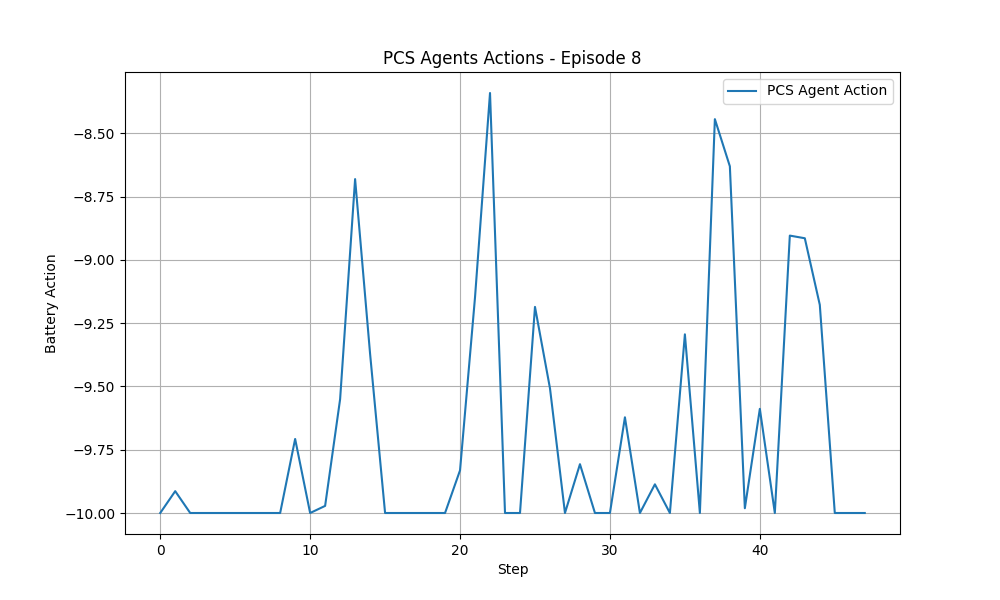 PCS Agents Actions - Episode 8
PCS Agent Action
Battery Action
−8.50
−8.75
−9.00
−9.25
−9.50
−9.75
−10.00
0 10 20 30 40
Step